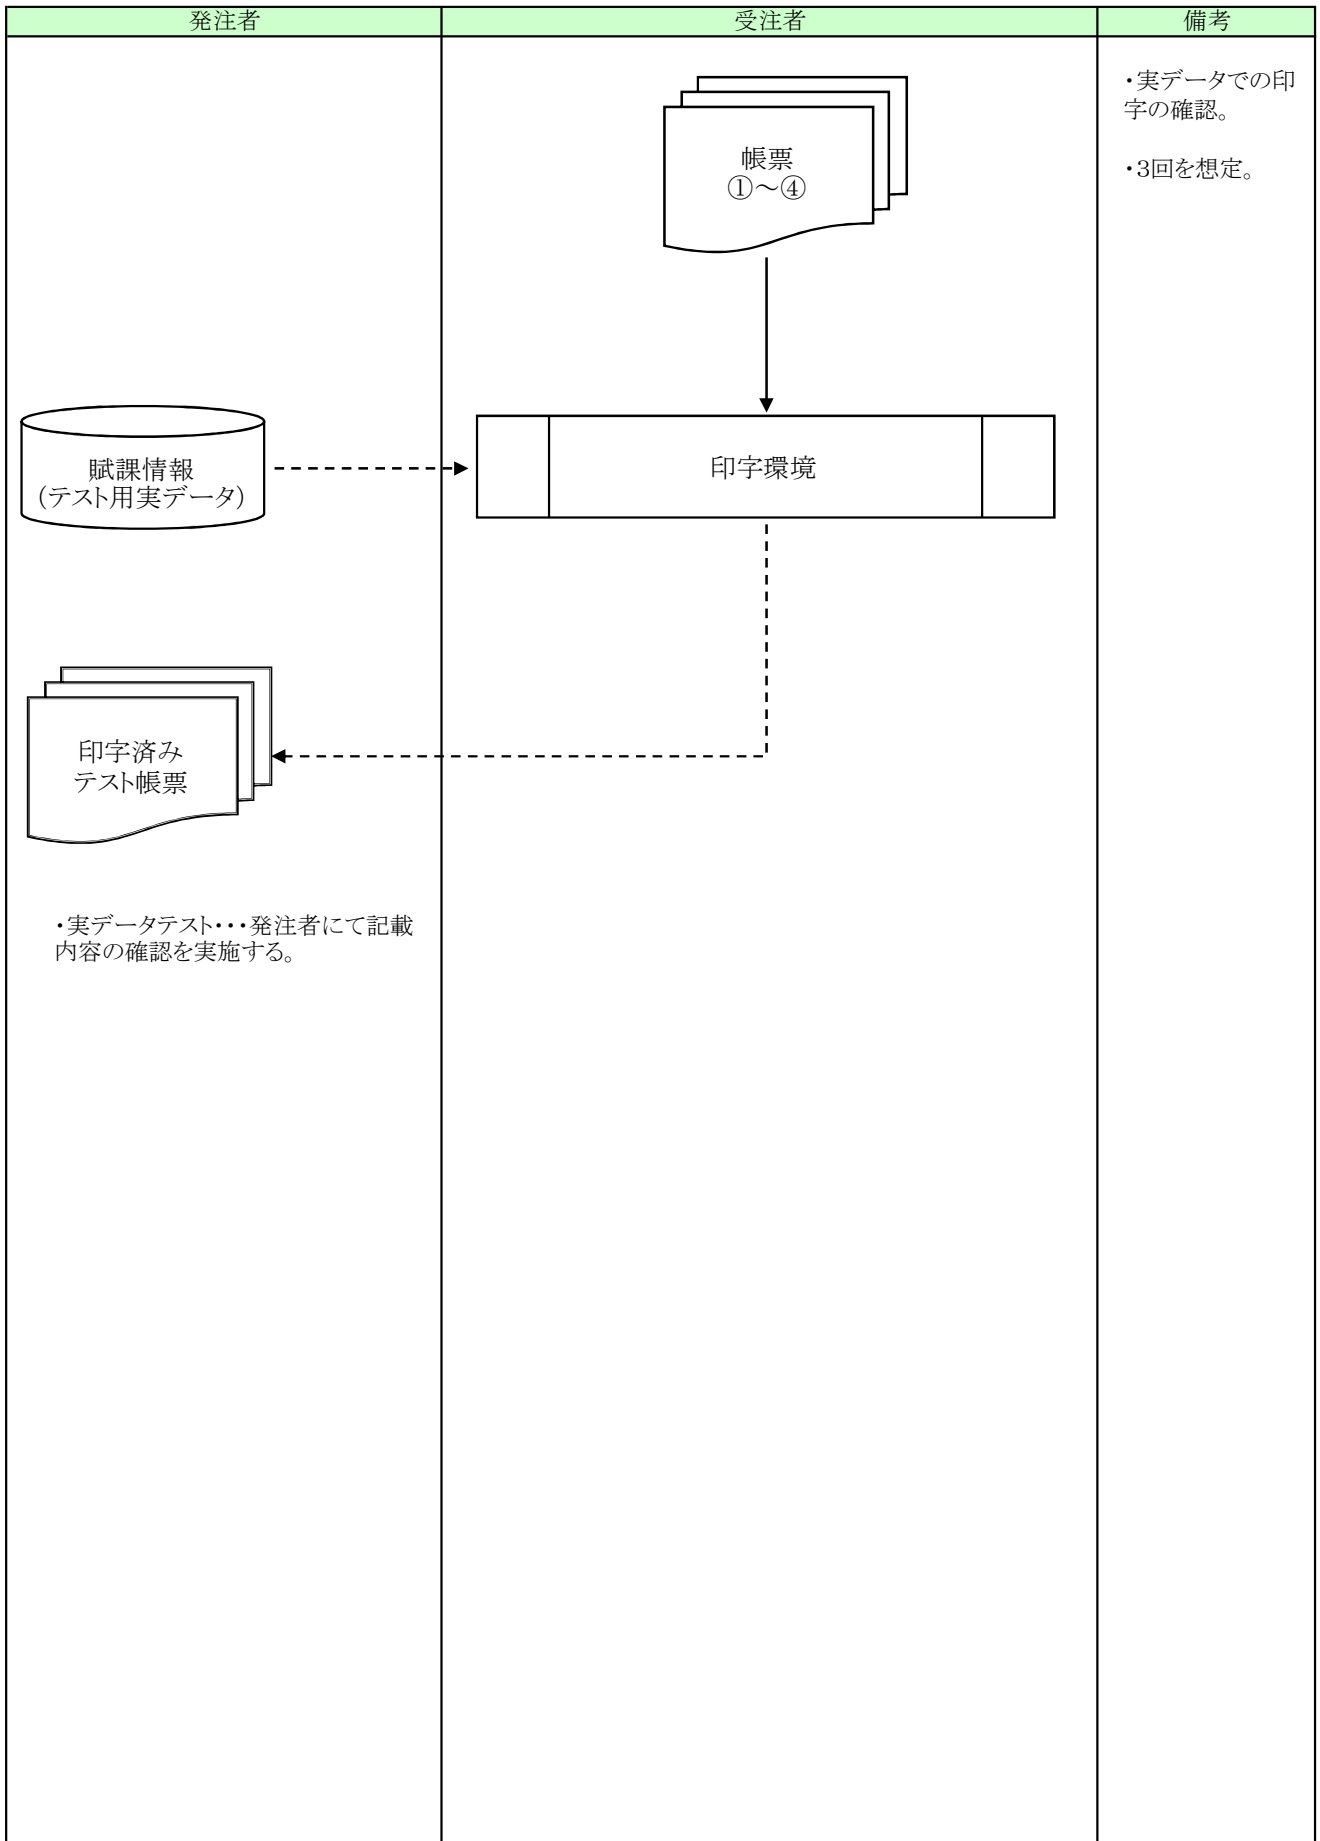 発注者
受注者
備考
・実データでの印
字の確認。
・3回を想定。
帳票
①～④
賦課情報
（テスト用実データ）
印字環境
印字済み
テスト帳票
・実データテスト・・・発注者にて記載
内容の確認を実施する。